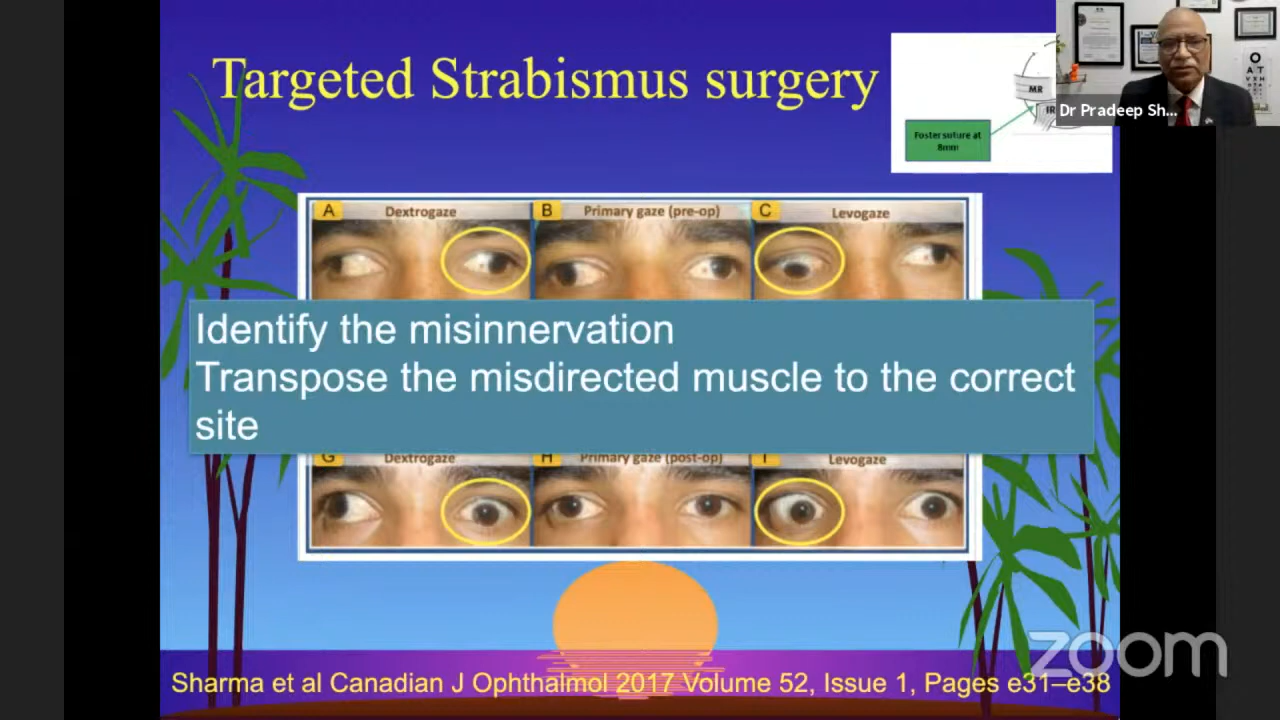 Targeted Strabismus surgery
MR
IR
Foster suture at
8mm
Dr Pradeep Sh...
A Dextrogaze
B Primary gaze (pre-op)
C Levogaze
Identify the misinnervation
Transpose the misdirected muscle to the correct
site
G Dextrogaze
H Primary gaze (post-op)
I Levogaze
zoom
Sharma et al Canadian J Ophthalmol 2017 Volume 52, Issue 1, Pages e31–e38